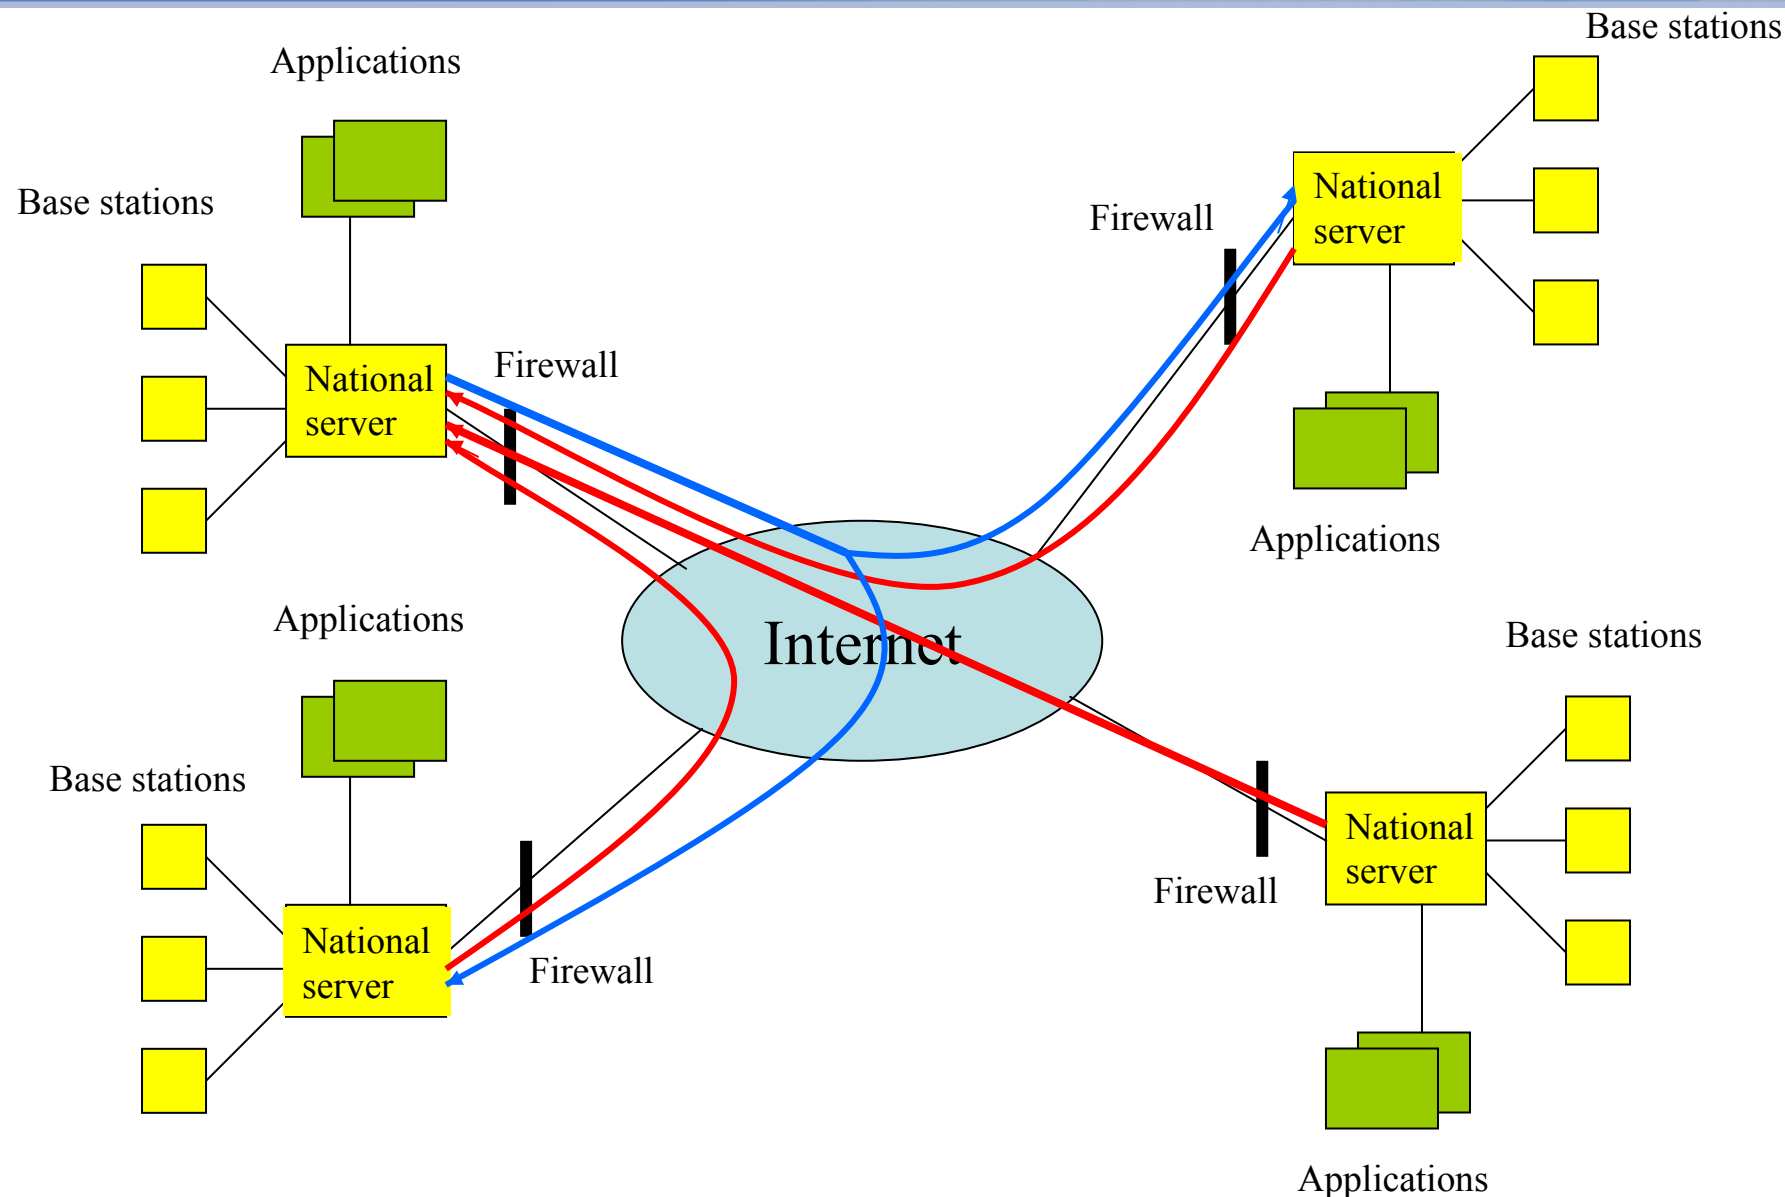 Base stations
Applications
Base stations
National
server
Firewall
Firewall
National
server
Applications
Applications
Base stations
Base stations
National
server
Firewall
National
server
Firewall
Applications
Internet